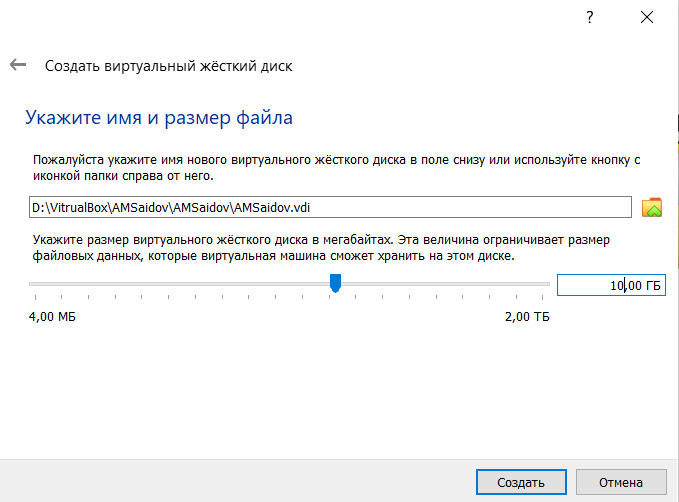 ?
Создать виртуальный жёсткий диск
Укажите имя и размер файла
Пожалуйста укажите имя нового виртуального жёсткого диска в поле снизу или используйте кнопку с
иконкой папки справа от него.
D:\VitrualBox\AMSaidov\AMSaidov\AMSaidov.vdi
Укажите размер виртуального жёсткого диска в мегабайтах. Эта величина ограничивает размер
файловых данных, которые виртуальная машина сможет хранить на этом диске.
10,00 ГБ
4,00 МБ 2,00 ТБ
Создать Отмена